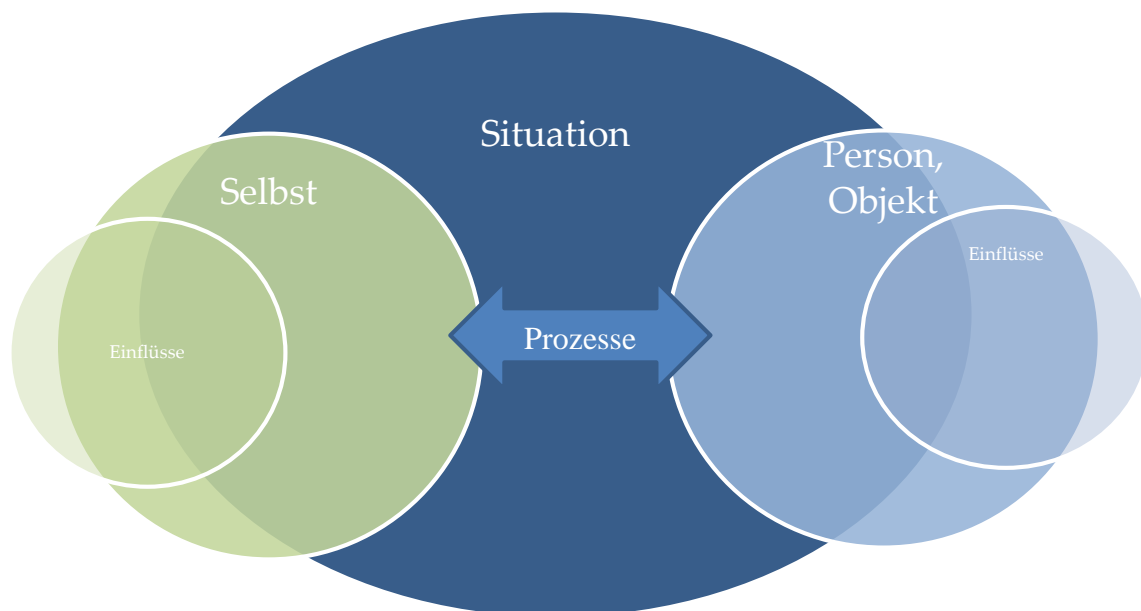 Situation
Selbst
Person,
Objekt
Einflüsse
Prozesse
Einflüsse